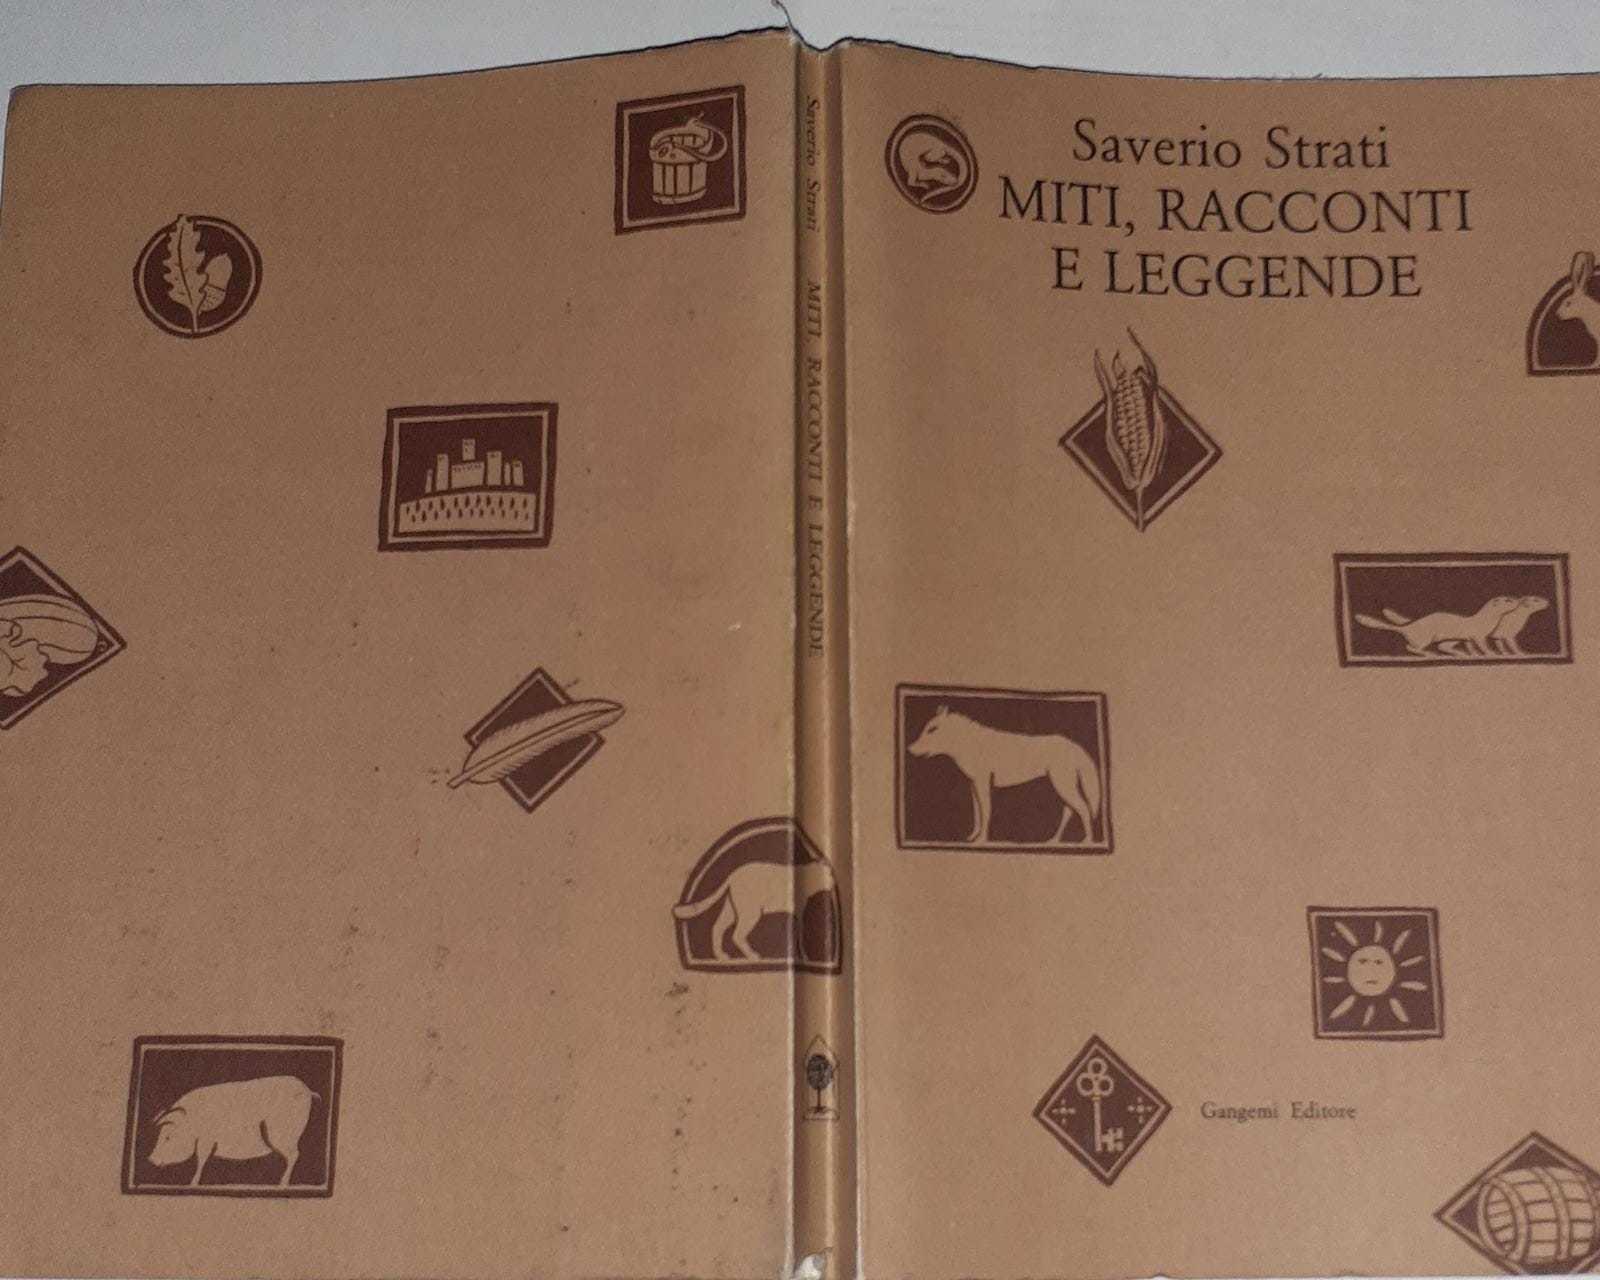 Saverio Strati MITI, RACCONTI E LEGGENDE
Saverio Strati
MITI, RACCONTI
E LEGGENDE
Gangemi Editore